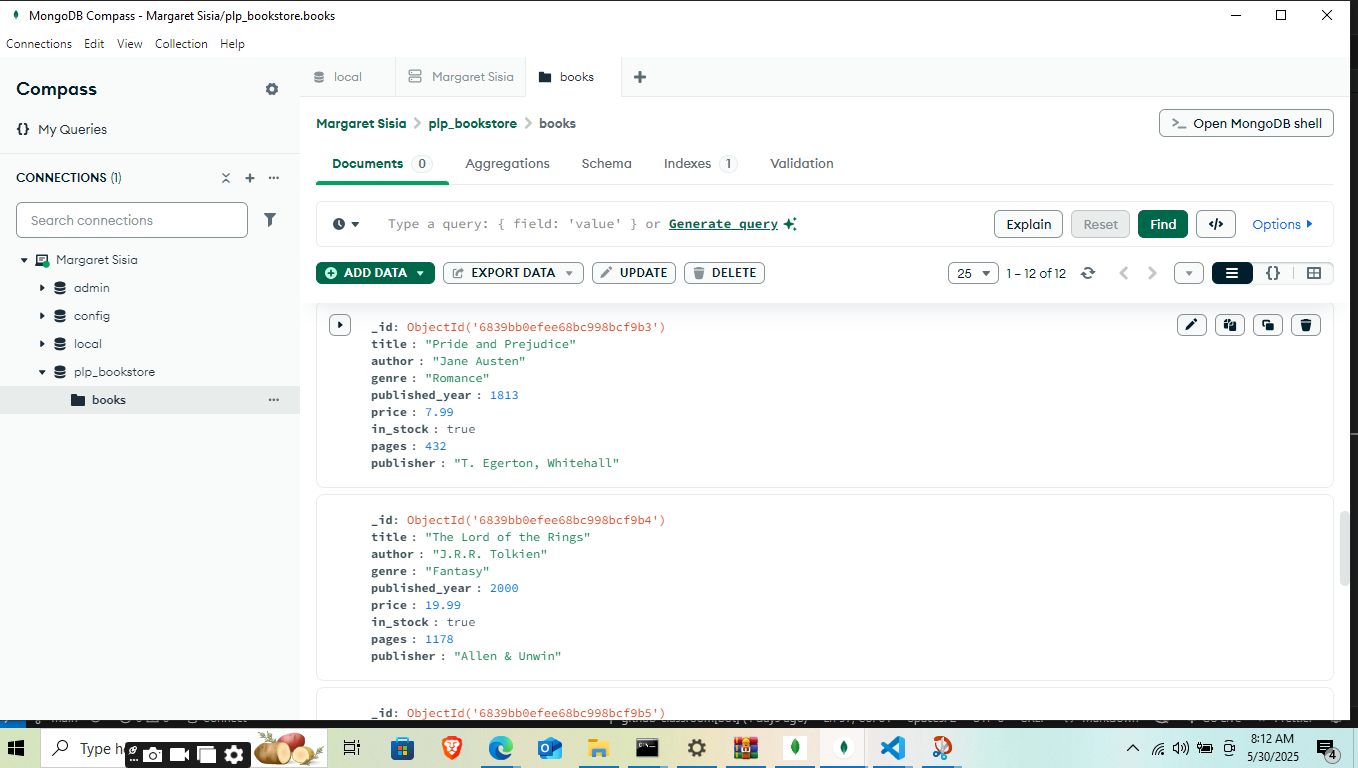 MongoDB Compass - Margaret Sisia/plp_bookstore.books
Connections Edit View Collection Help
Compass
{} My Queries
CONNECTIONS (1)
Search connections
Margaret Sisia
admin
config
local
plp_bookstore
books
local
Margaret Sisia
books
Margaret Sisia > plp_bookstore > books
>_ Open MongoDB shell
Documents 0 Aggregations Schema Indexes 1 Validation
Type a query: { field: 'value' } or Generate query
Explain Reset Find </> Options
ADD DATA EXPORT DATA UPDATE DELETE
25 1 – 12 of 12 {}
_id: ObjectId('6839bb0efee68bc998bcf9b3')
title : "Pride and Prejudice"
author : "Jane Austen"
genre : "Romance"
published_year : 1813
price : 7.99
in_stock : true
pages : 432
publisher : "T. Egerton, Whitehall"
_id: ObjectId('6839bb0efee68bc998bcf9b4')
title : "The Lord of the Rings"
author : "J.R.R. Tolkien"
genre : "Fantasy"
published_year : 2000
price : 19.99
in_stock : true
pages : 1178
publisher : "Allen & Unwin"
_id: ObjectId('6839bb0efee68bc998bcf9b5')
Type he
8:12 AM
5/30/2025
4